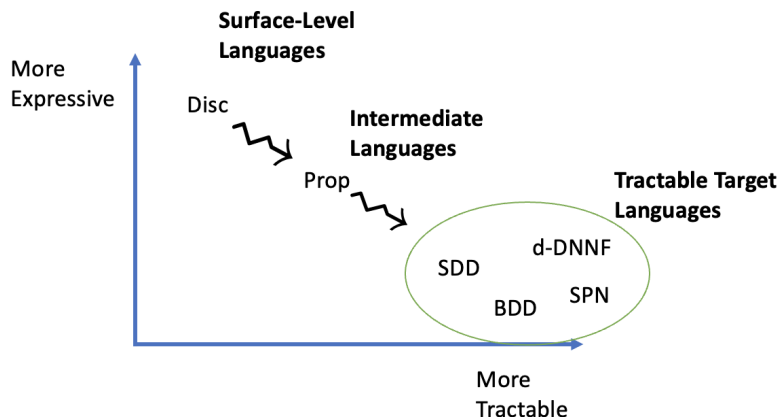 Surface-Level
Languages
More
Expressive
Disc
Intermediate
Languages
Prop
Tractable Target
Languages
d-DNNF
SDD
SPN
BDD
More
Tractable